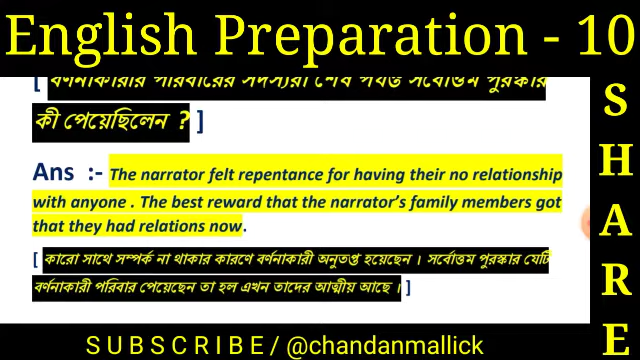 English Preparation - 10
[ বর্ণনাকারীর পরিবারের সদস্যরা শেষ পর্যন্ত সর্বোত্তম পুরস্কার
কী পেয়েছিলেন ? ]
Ans :- The narrator felt repentance for having their no relationship
with anyone . The best reward that the narrator's family members got
that they had relations now.
[ কারো সাথে সম্পর্ক না থাকার কারণে বর্ণনাকারী অনুতপ্ত হয়েছেন । সর্বোত্তম পুরস্কার যেটি
বর্ণনাকারী পরিবার পেয়েছেন তা হল এখন তাদের আত্মীয় আছে । ]
S
H
A
R
E
SUBSCRIBE/ @chandanmallick